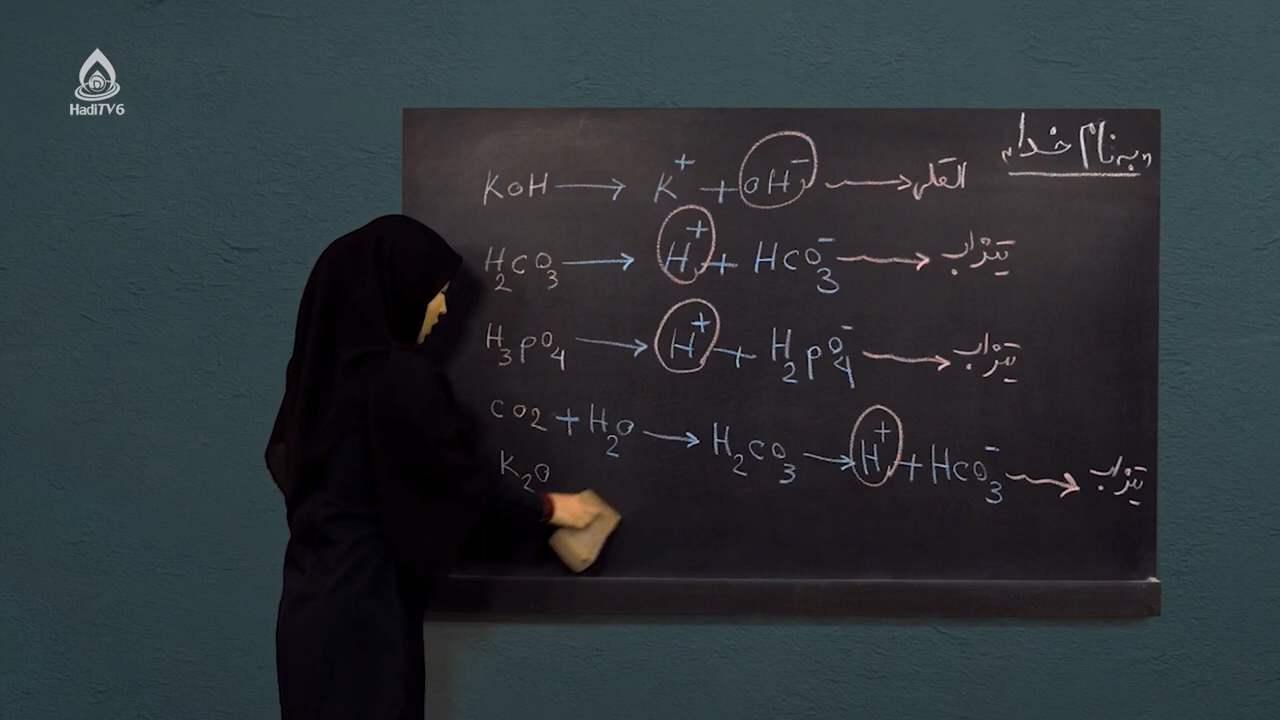 HadiTV6
«به نام خدا»
KOH → K⁺ + OH⁻ → القلی
H₂CO₃ → H⁺ + HCO₃⁻ → تیزاب
H₃PO₄ → H⁺ + H₂PO₄⁻ → تیزاب
CO₂ + H₂O → H₂CO₃ → H⁺ + HCO₃⁻ → تیزاب
K₂O